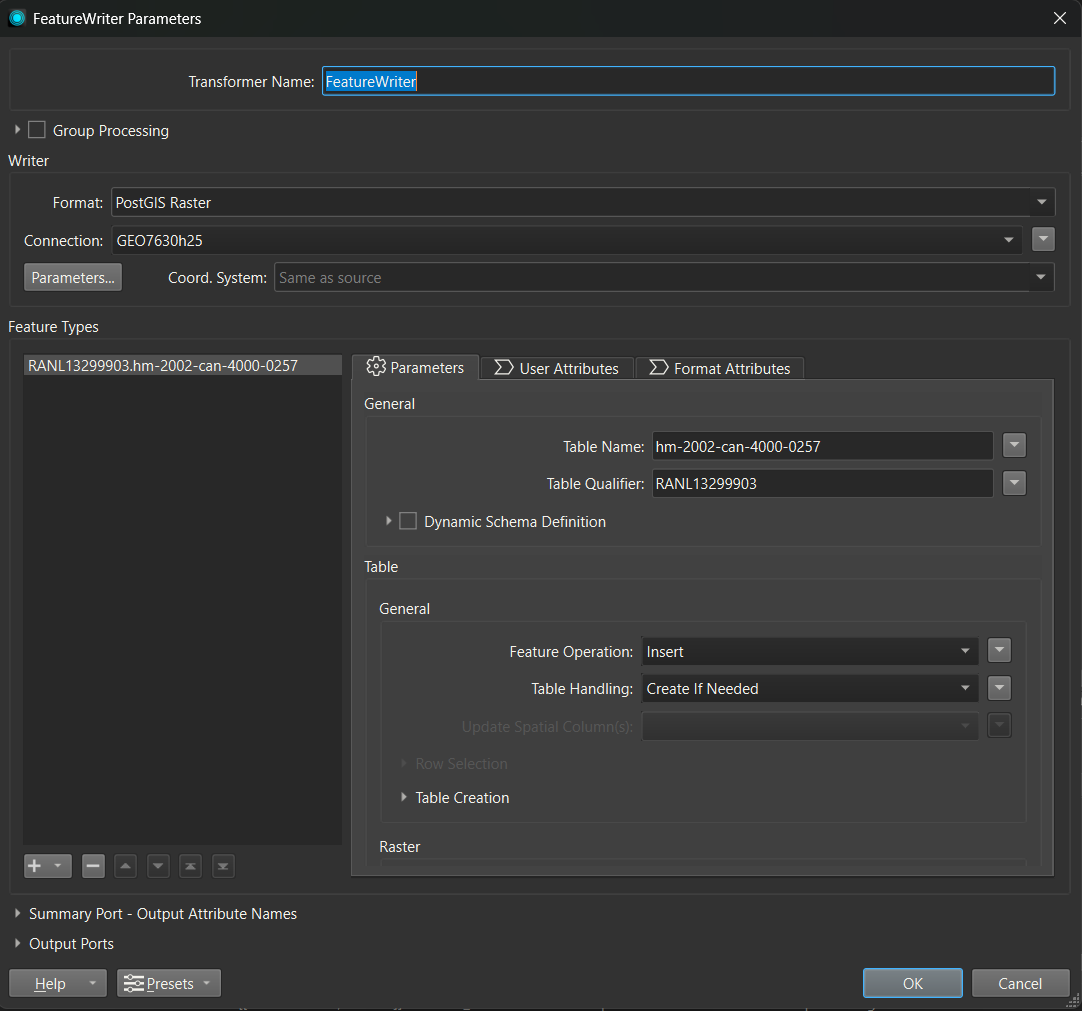 FeatureWriter Parameters
Transformer Name: FeatureWriter
Group Processing
Writer
Format: PostGIS Raster
Connection: GEO7630h25
Parameters... Coord. System: Same as source
Feature Types
RANL13299903.hm-2002-can-4000-0257
Parameters User Attributes Format Attributes
General
Table Name: hm-2002-can-4000-0257
Table Qualifier: RANL13299903
Dynamic Schema Definition
Table
General
Feature Operation: Insert
Table Handling: Create If Needed
Update Spatial Column(s):
Row Selection
Table Creation
Raster
Summary Port - Output Attribute Names
Output Ports
Help Presets OK Cancel